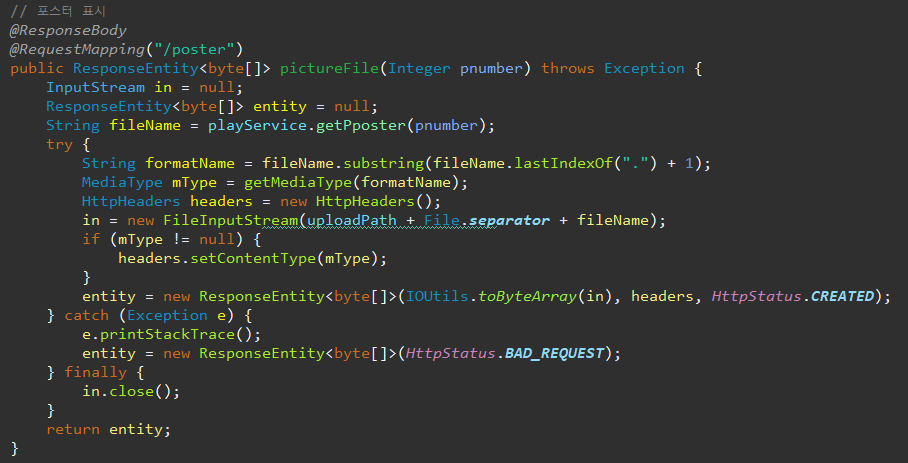 // 포스터 표시
@ResponseBody
@RequestMapping("/poster")
public ResponseEntity<byte[]> pictureFile(Integer pnumber) throws Exception {
    InputStream in = null;
    ResponseEntity<byte[]> entity = null;
    String fileName = playService.getPposter(pnumber);
    try {
        String formatName = fileName.substring(fileName.lastIndexOf(".") + 1);
        MediaType mType = getMediaType(formatName);
        HttpHeaders headers = new HttpHeaders();
        in = new FileInputStream(uploadPath + File.separator + fileName);
        if (mType != null) {
            headers.setContentType(mType);
        }
        entity = new ResponseEntity<byte[]>(IOUtils.toByteArray(in), headers, HttpStatus.CREATED);
    } catch (Exception e) {
        e.printStackTrace();
        entity = new ResponseEntity<byte[]>(HttpStatus.BAD_REQUEST);
    } finally {
        in.close();
    }
    return entity;
}